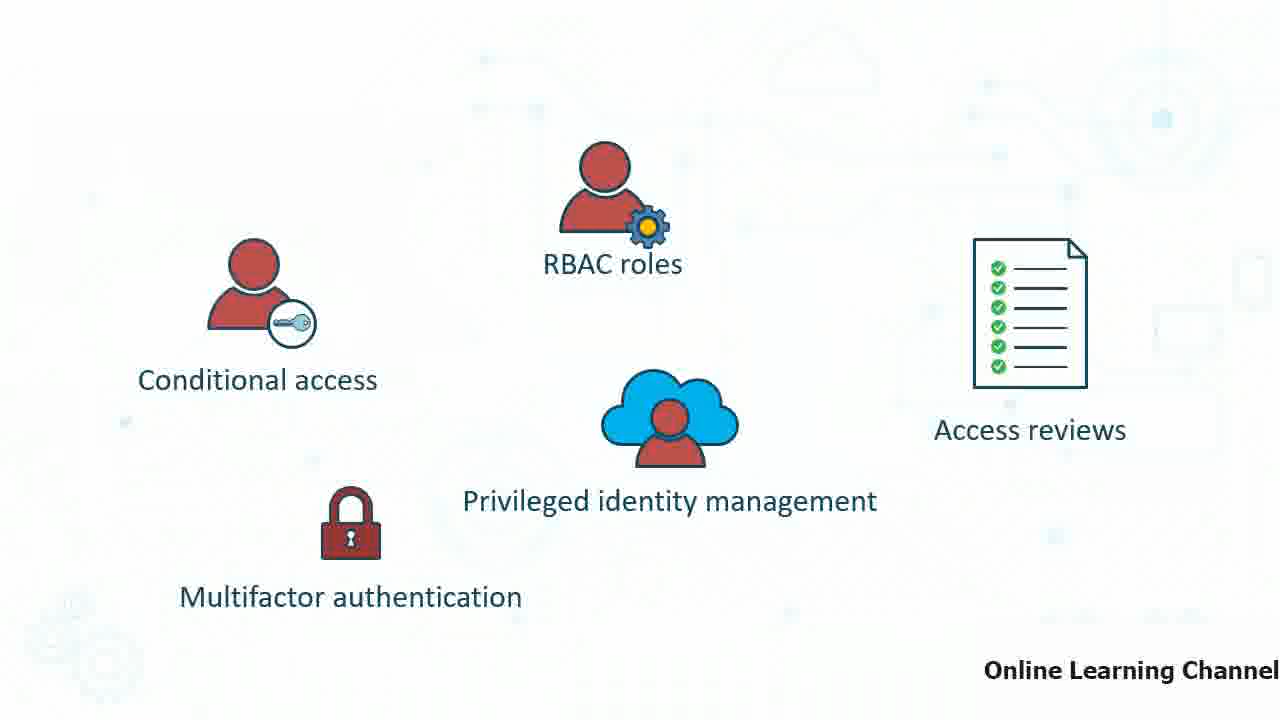 RBAC roles
Conditional access
Access reviews
Privileged identity management
Multifactor authentication
Online Learning Channel